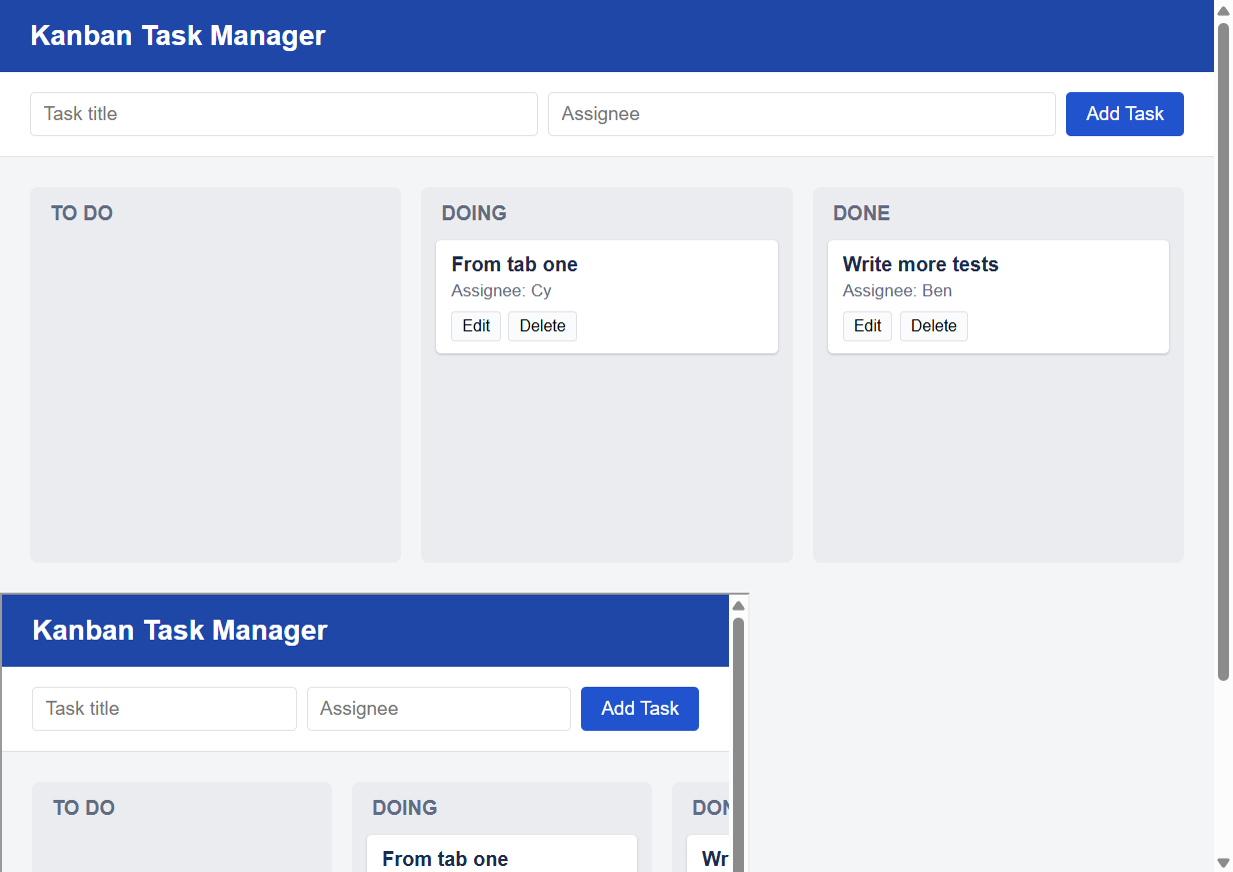 Kanban Task Manager
Task title Assignee Add Task
TO DO DOING DONE
From tab one Write more tests
Assignee: Cy Assignee: Ben
Edit Delete Edit Delete
Kanban Task Manager
Task title Assignee Add Task
TO DO DOING DON
From tab one Wr